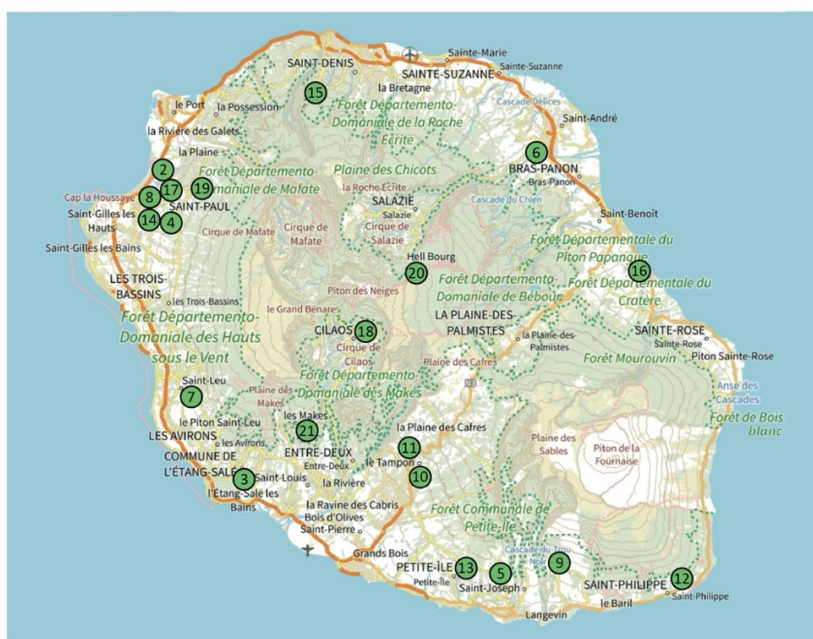 Sainte-Marie
SAINT-DENIS
Sainte-Suzanne
SAINTE-SUZANNE
la Bretagne
15
le Port
la Possession
Cascade Délices
Forêt Départemento-
Domaniale de la Roche
Écrite
Saint-André
la Rivière des Galets
la Plaine
6
2
Forêt Départemento-
Domaniale de Mafate
Plaine des Chicots
BRAS-PANON
Bras-Panon
17
19
8
la Roche Écrite
Cap la Houssaye
SAINT-PAUL
SALAZIE
Salazie
Cascade du Chien
Saint-Gilles les
Hauts
14
4
Saint-Benoît
Cirque de Mafate
Cirque de
Mafate
Cirque de
Salazie
Saint-Gilles les Bains
Forêt Départementale du
Piton Papangue
Hell Bourg
20
16
LES TROIS-
BASSINS
Piton des Neiges
Forêt Départemento-
Domaniale de Bébour
Forêt Départementale du
Cratère
les Trois-Bassins
le Grand Bénare
Forêt Départemento-
Domaniale des Hauts
sous le Vent
CILAOS
18
LA PLAINE-DES-
PALMISTES
la Plaine-des-
Palmistes
SAINTE-ROSE
Sainte-Rose
Piton Sainte-Rose
Cirque de
Cilaos
Plaine des Cafres
Forêt Mourouvin
Forêt Départemento-
Domaniale des Makes
Saint-Leu
7
Plaine des
Makes
Anse des
Cascades
Forêt de Bois
blanc
les Makes
21
le Piton Saint-Leu
la Plaine des Cafres
LES AVIRONS
les Avirons
11
Plaine des
Sables
Piton de la
Fournaise
COMMUNE DE
L'ÉTANG-SALÉ
ENTRE-DEUX
Entre-Deux
le Tampon
10
3
Saint-Louis
la Rivière
l'Étang-Salé les
Bains
la Ravine des Cabris
Bois d'Olives
Saint-Pierre
Forêt Communale de
Petite-Île
Grands Bois
Cascade du Trou
Noir
9
PETITE-ÎLE
Petite-Île
13
5
Saint-Joseph
SAINT-PHILIPPE
12
Saint-Philippe
le Baril
Langevin